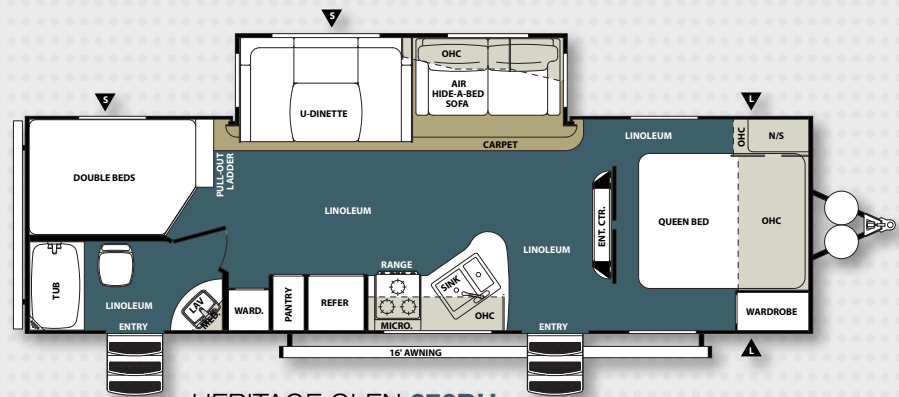 S
S
OHC
AIR
HIDE-A-BED
SOFA
U-DINETTE
L
LINOLEUM
OHC
N/S
CARPET
DOUBLE BEDS
PULL-OUT
LADDER
LINOLEUM
ENT. CTR.
QUEEN BED
OHC
LINOLEUM
RANGE
SINK
TUB
LINOLEUM
LAV
MED.
WARD.
PANTRY
REFER
OHC
WARDROBE
ENTRY
MICRO.
ENTRY
16' AWNING
L
HERITAGE GLEN